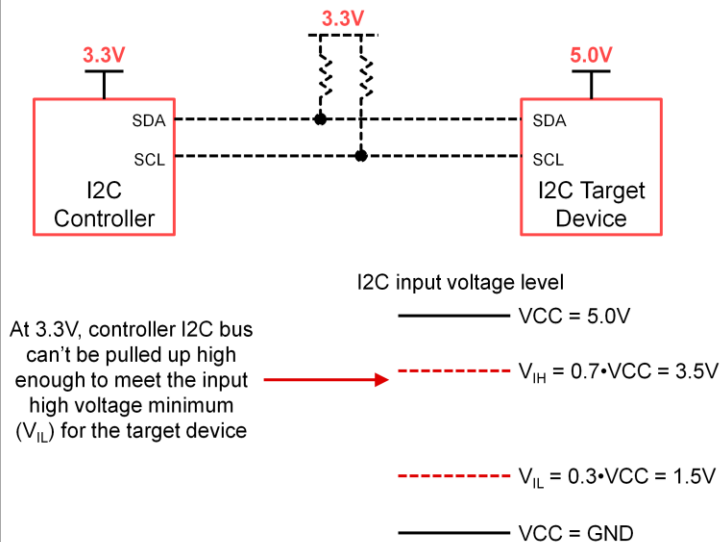 3.3V
3.3V
5.0V
SDA
SCL
I2C
Controller
SDA
SCL
I2C Target
Device
I2C input voltage level
VCC = 5.0V
At 3.3V, controller I2C bus
can't be pulled up high
enough to meet the input
high voltage minimum
(VIL) for the target device
VIH = 0.7•VCC = 3.5V
VIL = 0.3•VCC = 1.5V
VCC = GND